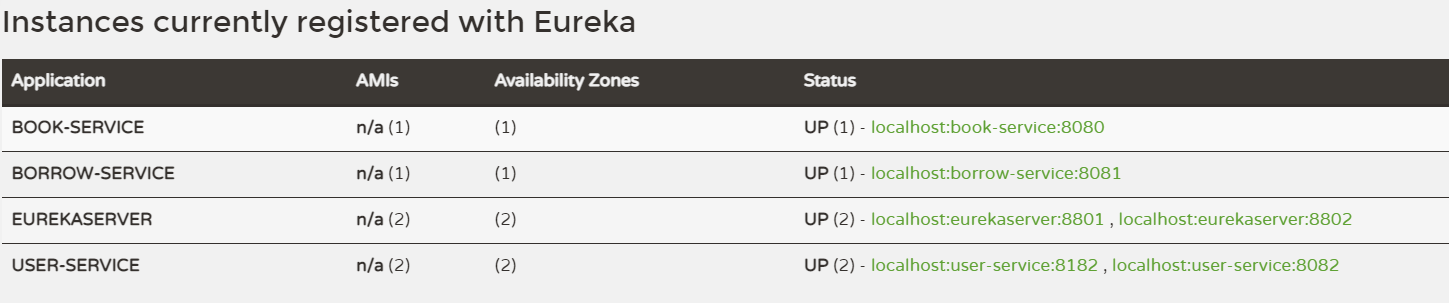 Instances currently registered with Eureka
Application AMIs Availability Zones Status
BOOK-SERVICE n/a (1) (1) UP (1) - localhost:book-service:8080
BORROW-SERVICE n/a (1) (1) UP (1) - localhost:borrow-service:8081
EUREKASERVER n/a (2) (2) UP (2) - localhost:eurekaserver:8801 , localhost:eurekaserver:8802
USER-SERVICE n/a (2) (2) UP (2) - localhost:user-service:8182 , localhost:user-service:8082